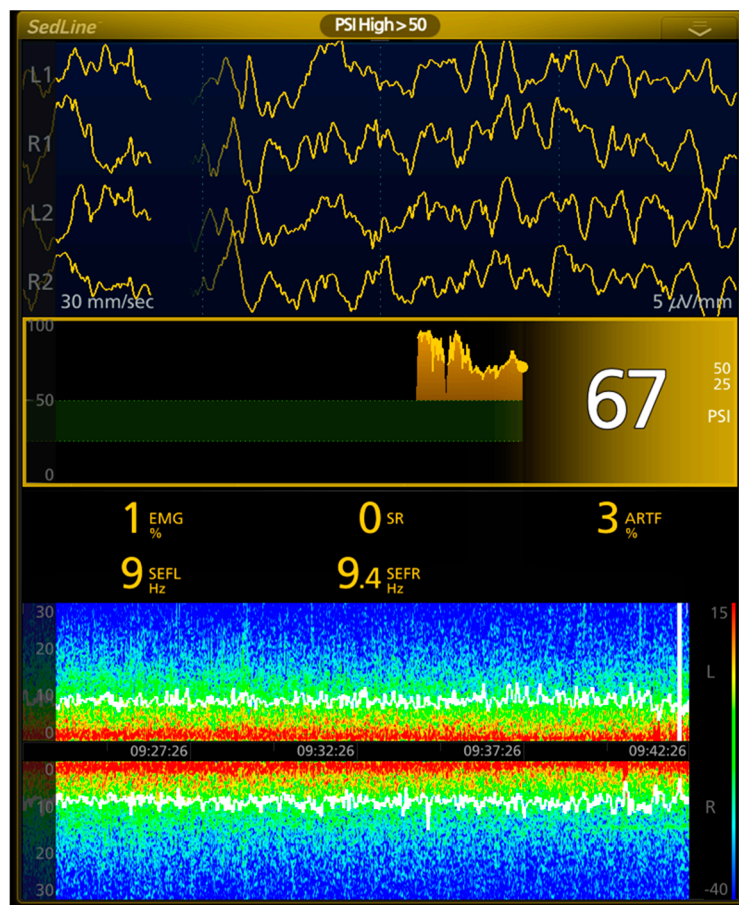 SedLine™
PSI High > 50
L1
R1
L2
R2
30 mm/sec
5 µV/mm
100
50
0
67
50
25
PSI
1 EMG %
0 SR
3 ARTF %
9 SEFL Hz
9.4 SEFR Hz
30
20
10
0
15
L
09:27:26 09:32:26 09:37:26 09:42:26
0
10
20
30
R
-40